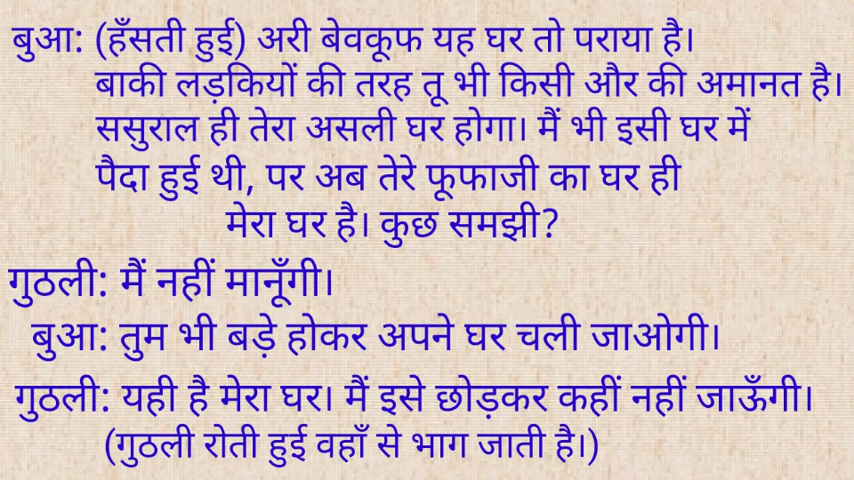 बुआ: (हँसती हुई) अरी बेवकूफ यह घर तो पराया है।
बाकी लड़कियों की तरह तू भी किसी और की अमानत है।
ससुराल ही तेरा असली घर होगा। मैं भी इसी घर में
पैदा हुई थी, पर अब तेरे फूफाजी का घर ही
मेरा घर है। कुछ समझी?
गुठली: मैं नहीं मानूँगी।
बुआ: तुम भी बड़े होकर अपने घर चली जाओगी।
गुठली: यही है मेरा घर। मैं इसे छोड़कर कहीं नहीं जाऊँगी।
(गुठली रोती हुई वहाँ से भाग जाती है।)